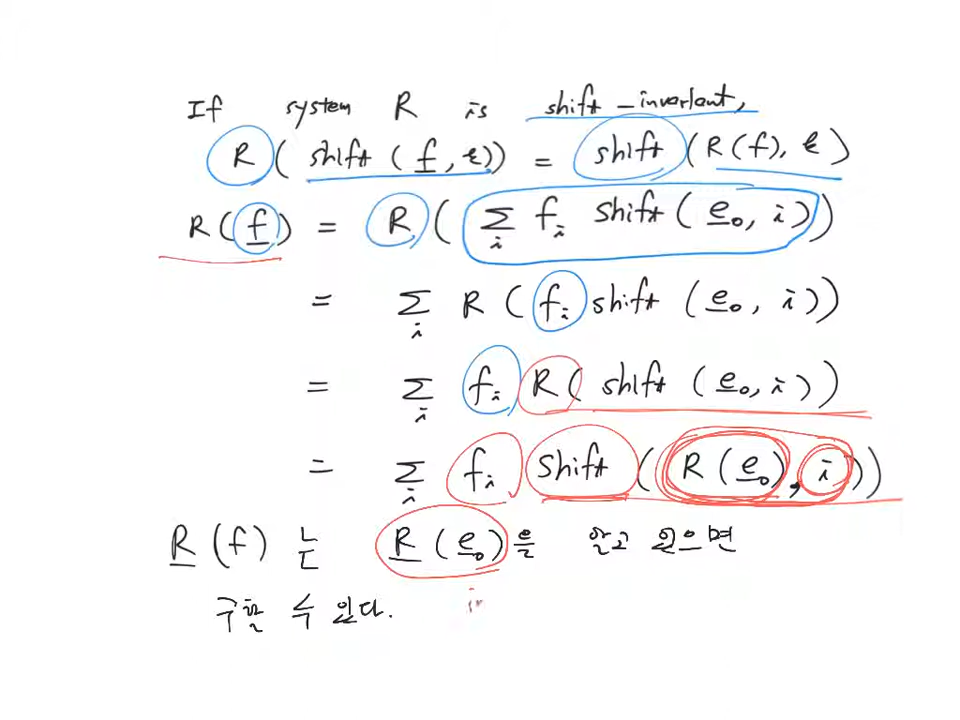 If system R is shift-invariant,
R ( shift ( f, k)) = shift (R(f), k)
R(f) = R ( Σ_i f_i shift (e_0, i))
= Σ_i R ( f_i shift (e_0, i))
= Σ_i f_i R( shift (e_0, i))
= Σ_i f_i shift (R(e_0), i))
R(f) 는 R(e_0)을 알고 있으면
구할 수 있다.